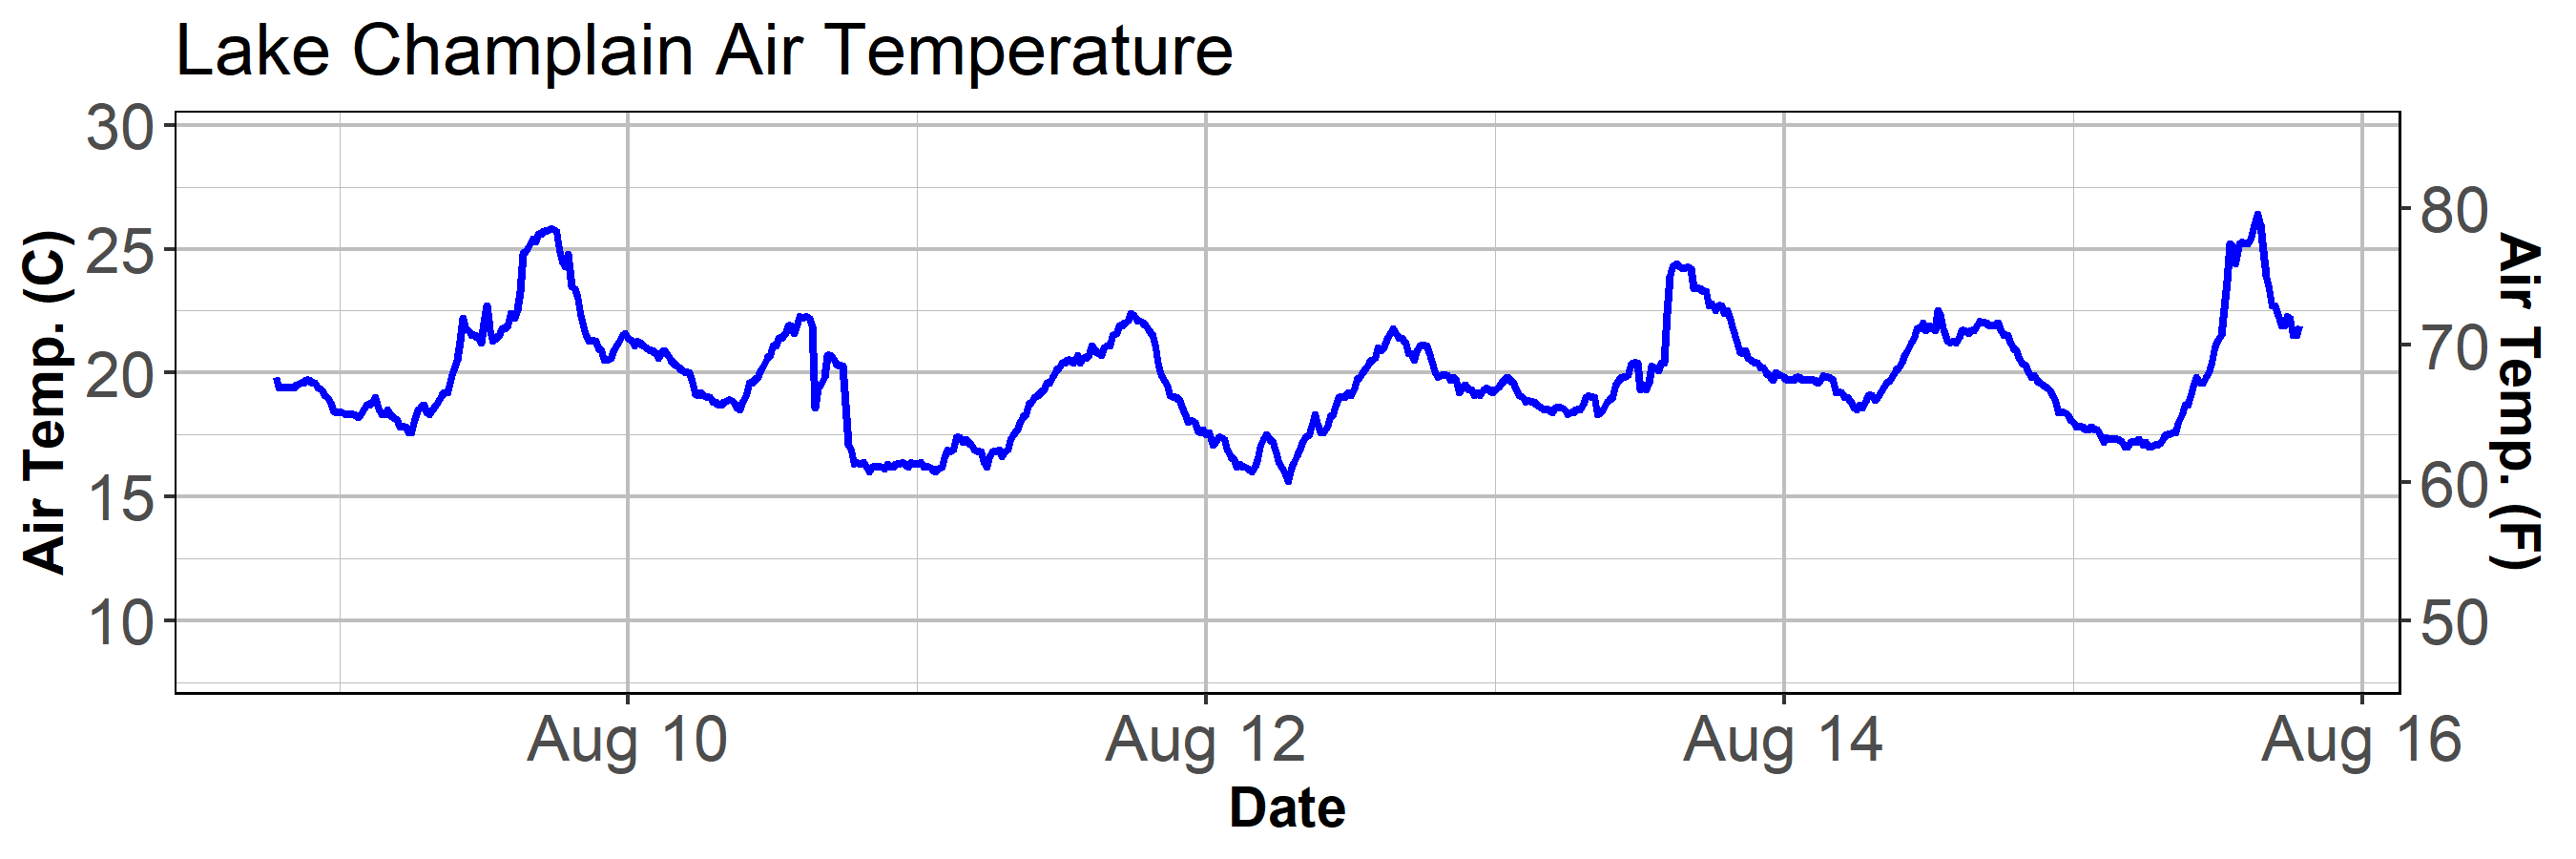 Lake Champlain Air Temperature
Air Temp. (C)
30
25
20
15
10
80
70
60
50
Air Temp. (F)
Aug 10 Aug 12 Aug 14 Aug 16
Date